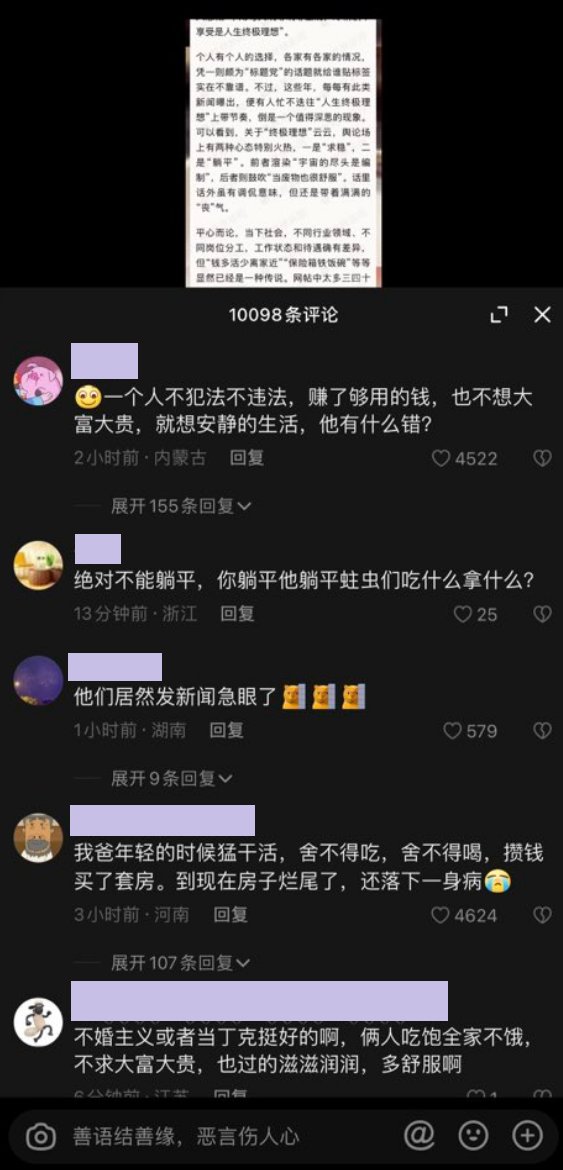 享受是人生终极理想”。
个人有个人的选择，各家有各家的情况，
凭一则颇为“标题党”的话题就给谁贴标签
实在不靠谱。不过，这些年，每每有此类
新闻曝出，便有人忙不迭往“人生终极理
想”上带节奏，倒是一个值得深思的现象。
可以看到，关于“终极理想”云云，舆论场
上有两种心态特别火热，一是“求稳”，二
是“躺平”。前者渲染“宇宙的尽头是编
制”，后者则鼓吹“当废物也很舒服”。话里
话外虽有调侃意味，但还是带着满满的
“丧”气。
平心而论，当下社会，不同行业领域、不
同岗位分工，工作状态和待遇确有差异，
但“钱多活少离家近”“保险箱铁饭碗”等等
显然已经是一种传说。网帖中太多三四十
10098条评论
一个人不犯法不违法，赚了够用的钱，也不想大
富大贵，就想安静的生活，他有什么错?
2小时前·内蒙古 回复 4522
展开155条回复
绝对不能躺平，你躺平他躺平蛀虫们吃什么拿什么?
13分钟前·浙江 回复 25
他们居然发新闻急眼了
1小时前·湖南 回复 579
展开9条回复
我爸年轻的时候猛干活，舍不得吃，舍不得喝，攒钱
买了套房。到现在房子烂尾了，还落下一身病
3小时前·河南 回复 4624
展开107条回复
不婚主义或者当丁克挺好的啊，俩人吃饱全家不饿，
不求大富大贵，也过的滋滋润润，多舒服啊
6分钟前·江苏 回复 1
善语结善缘，恶言伤人心